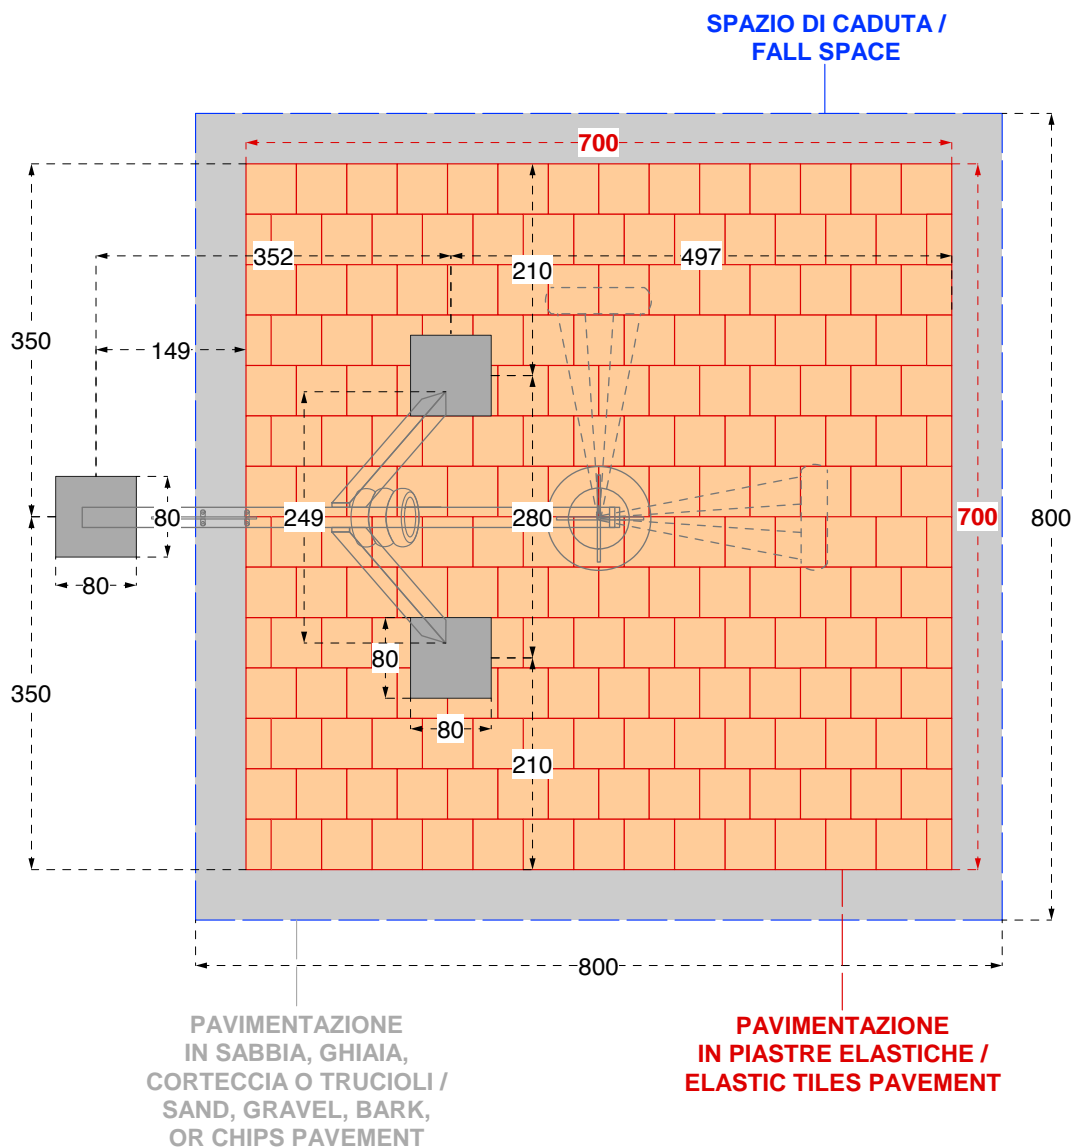 SPAZIO DI CADUTA /
FALL SPACE
700
352
210
497
350
149
80
249
280
700
800
80
80
350
80
210
800
PAVIMENTAZIONE
IN SABBIA, GHIAIA,
CORTECCIA O TRUCIOLI /
SAND, GRAVEL, BARK,
OR CHIPS PAVEMENT
PAVIMENTAZIONE
IN PIASTRE ELASTICHE /
ELASTIC TILES PAVEMENT